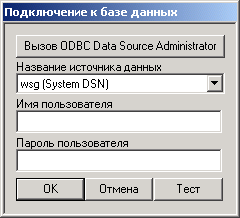 Подключение к базе данных
Вызов ODBC Data Source Administrator
Название источника данных
wsg (System DSN)
Имя пользователя
Пароль пользователя
OK
Отмена
Тест